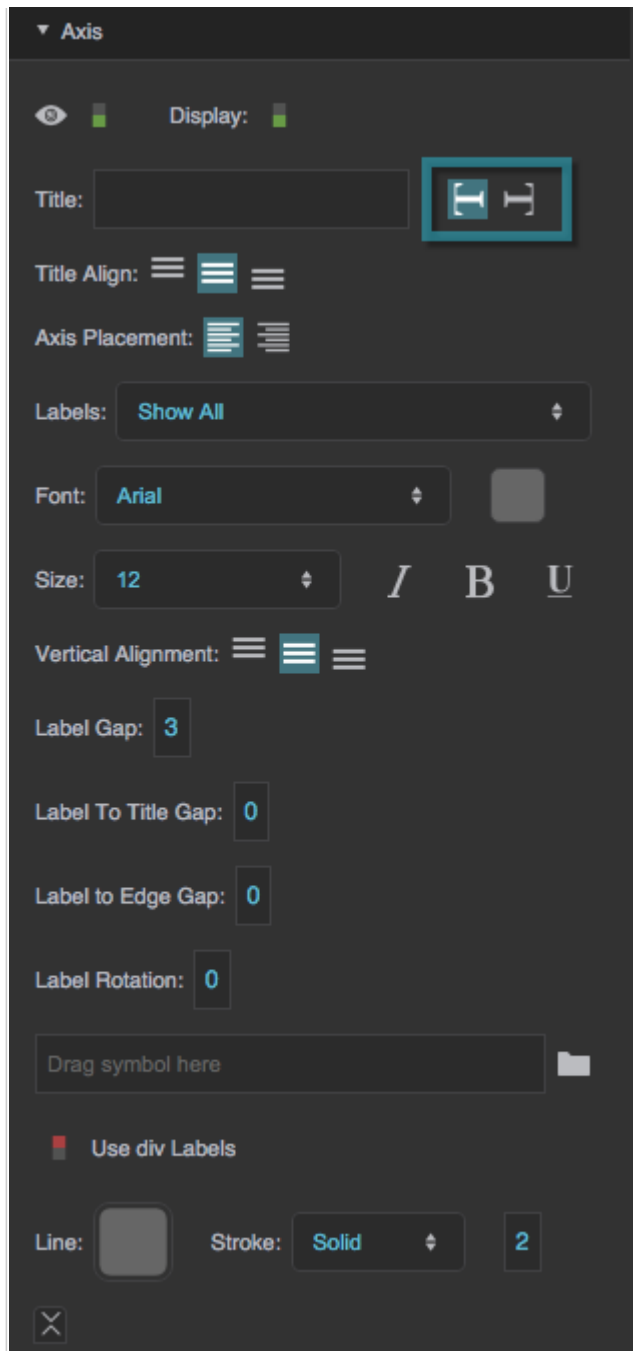 Axis
Display:
Title:
Title Align:
Axis Placement:
Labels: Show All
Font: Arial
Size: 12 I B U
Vertical Alignment:
Label Gap: 3
Label To Title Gap: 0
Label to Edge Gap: 0
Label Rotation: 0
Drag symbol here
Use div Labels
Line: Stroke: Solid 2